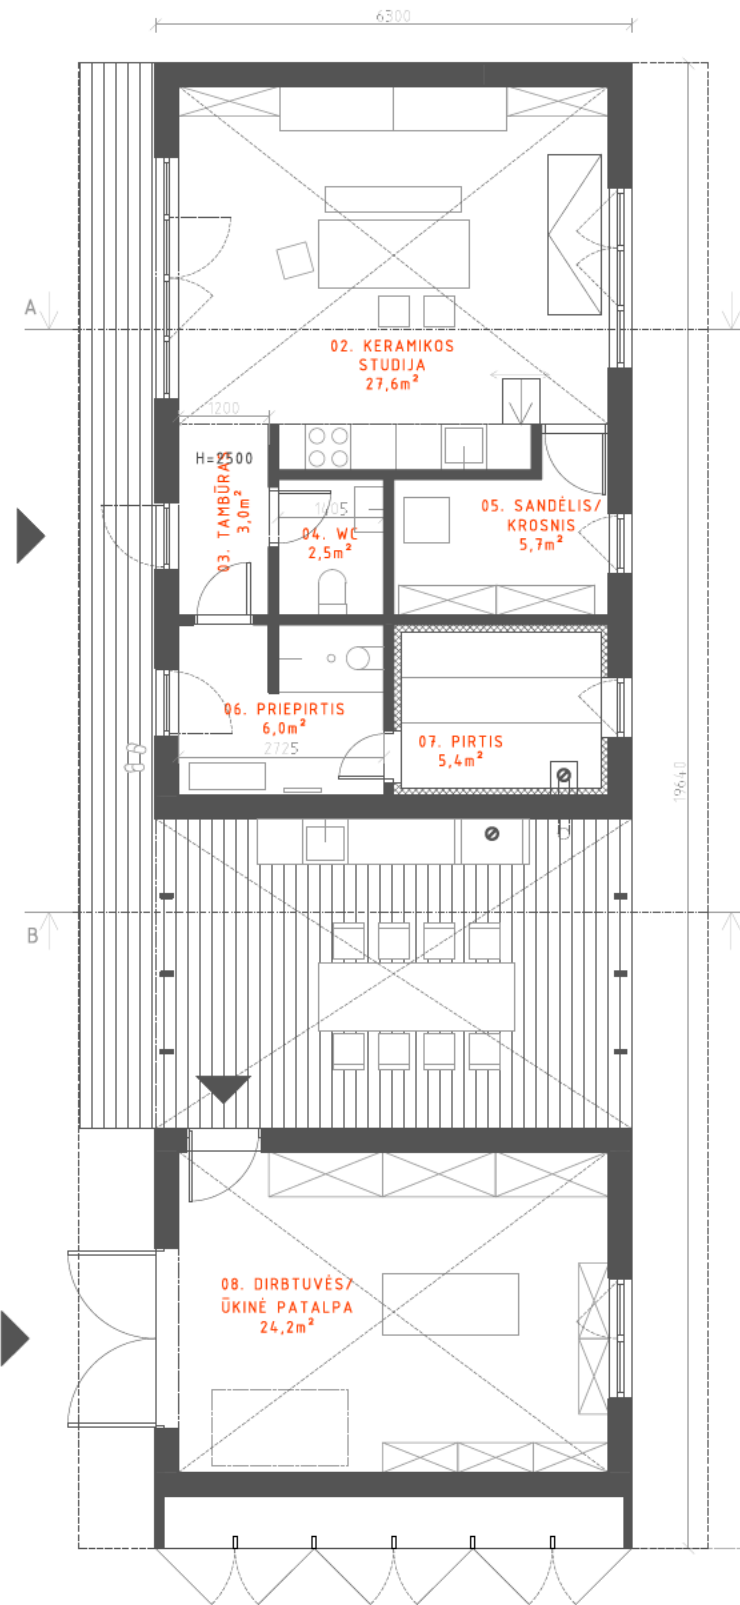 6300
A
02. KERAMIKOS
STUDIJA
27,6m²
1200
H=2500
03. TAMBŪRAS
3,0m²
1605
04. WC
2,5m²
05. SANDĖLIS/
KROSNIS
5,7m²
06. PRIEPIRTIS
6,0m²
2725
07. PIRTIS
5,4m²
19640
B
08. DIRBTUVĖS/
ŪKINĖ PATALPA
24,2m²